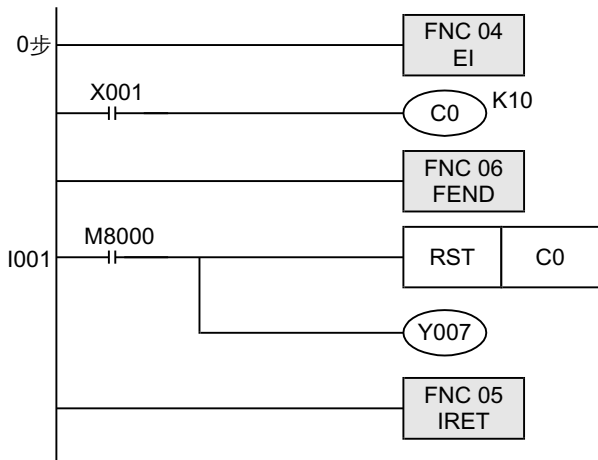 0步
FNC 04
EI
X001
C0
K10
FNC 06
FEND
I001
M8000
RST
C0
Y007
FNC 05
IRET